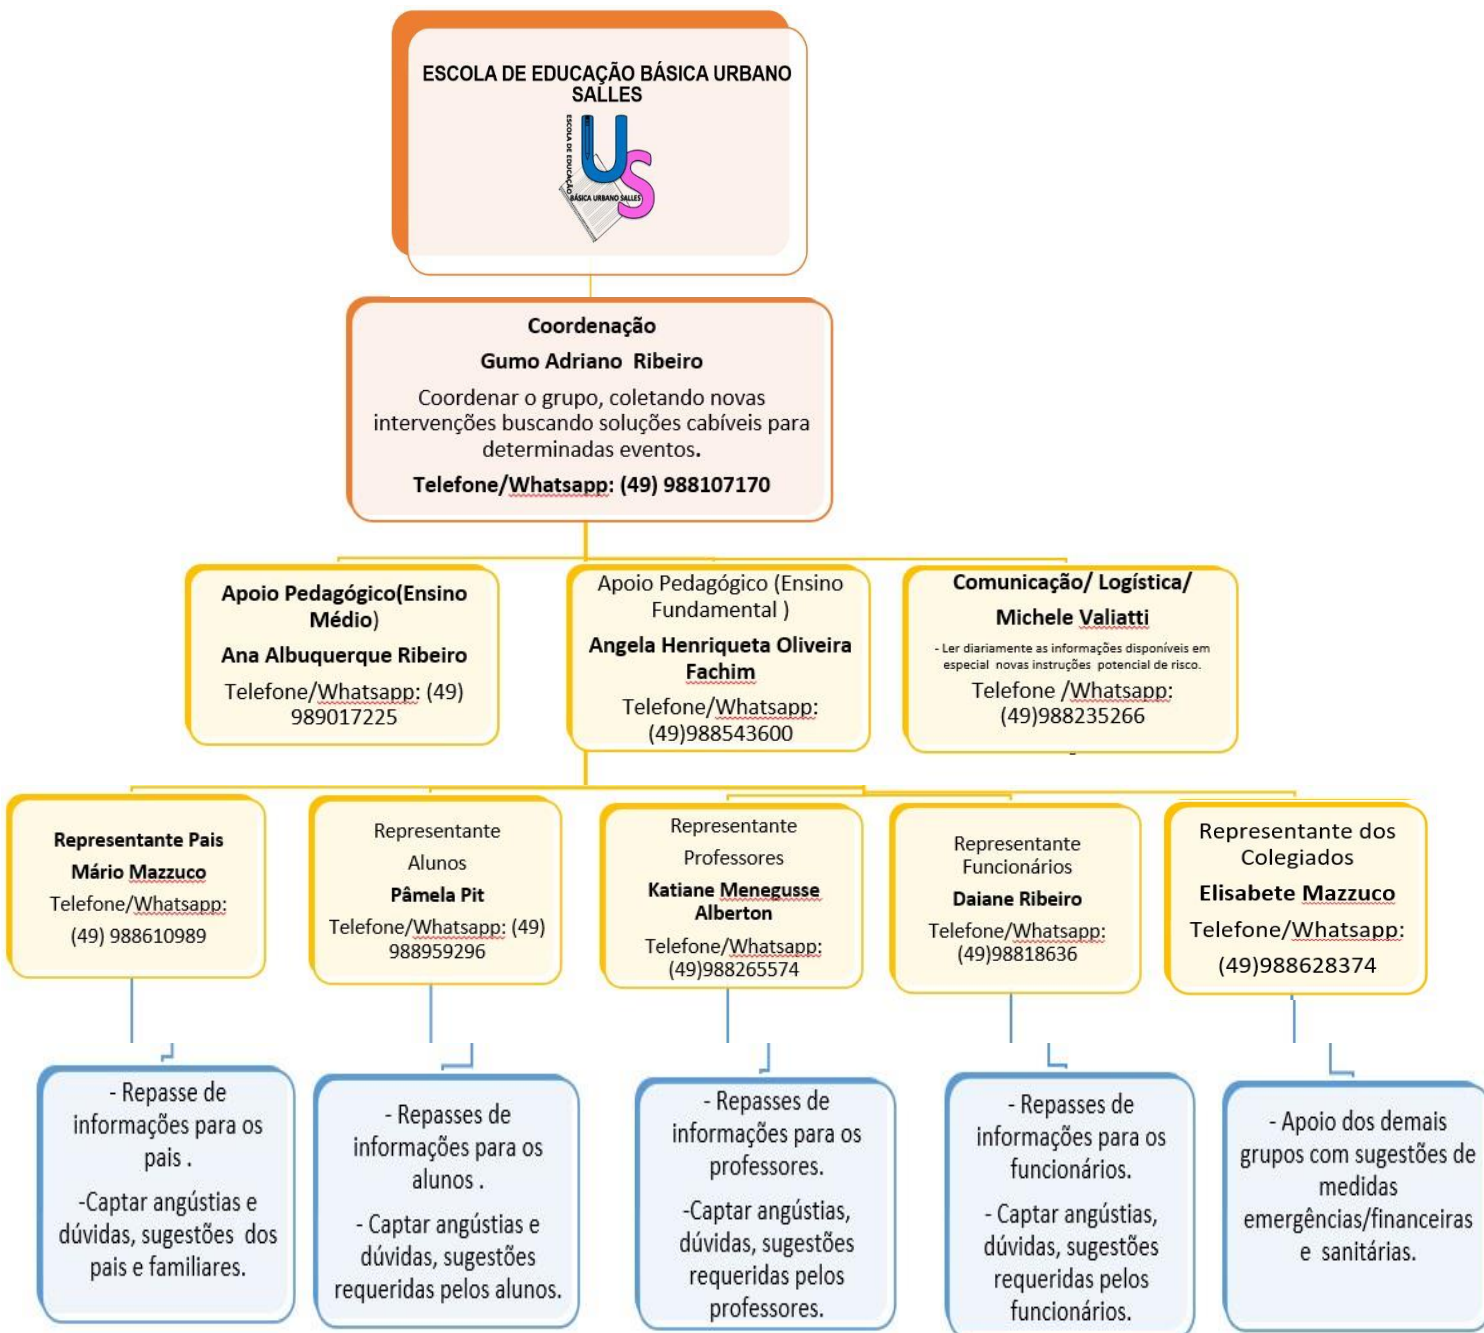 ESCOLA DE EDUCAÇÃO BÁSICA URBANO
SALLES
ESCOLA DE EDUCAÇÃO
BÁSICA URBANO SALLES
US
Coordenação
Gumo Adriano Ribeiro
Coordenar o grupo, coletando novas
intervenções buscando soluções cabíveis para
determinadas eventos.
Telefone/Whatsapp: (49) 988107170
Apoio Pedagógico(Ensino
Médio)
Ana Albuquerque Ribeiro
Telefone/Whatsapp: (49)
989017225
Apoio Pedagógico (Ensino
Fundamental )
Angela Henriqueta Oliveira
Fachim
Telefone/Whatsapp:
(49)988543600
Comunicação/ Logística/
Michele Valiatti
- Ler diariamente as informações disponíveis em
especial novas instruções potencial de risco.
Telefone /Whatsapp:
(49)988235266
-
Representante Pais
Mário Mazzuco
Telefone/Whatsapp:
(49) 988610989
Representante
Alunos
Pâmela Pit
Telefone/Whatsapp: (49)
988959296
Representante
Professores
Katiane Menegusse
Alberton
Telefone/Whatsapp:
(49)988265574
Representante
Funcionários
Daiane Ribeiro
Telefone/Whatsapp:
(49)98818636
Representante dos
Colegiados
Elisabete Mazzuco
Telefone/Whatsapp:
(49)988628374
- Repasse de
informações para os
pais .
-Captar angústias e
dúvidas, sugestões dos
pais e familiares.
- Repasses de
informações para os
alunos .
- Captar angústias e
dúvidas, sugestões
requeridas pelos alunos.
- Repasses de
informações para os
professores.
-Captar angústias,
dúvidas, sugestões
requeridas pelos
professores.
- Repasses de
informações para os
funcionários.
- Captar angústias,
dúvidas, sugestões
requeridas pelos
funcionários.
- Apoio dos demais
grupos com sugestões de
medidas
emergências/financeiras
e sanitárias.